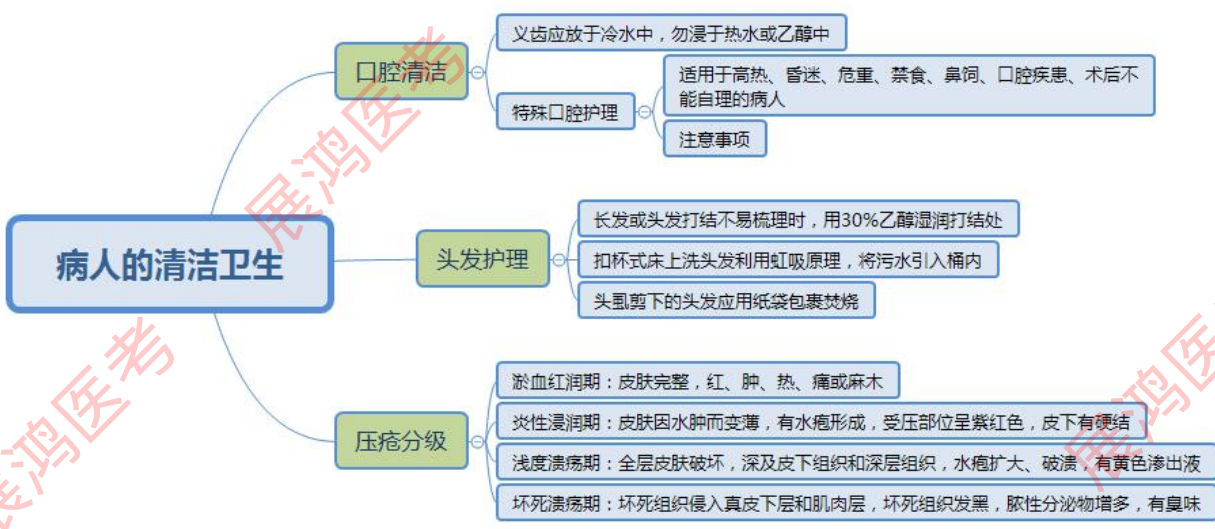 展鸿医考
义齿应放于冷水中，勿浸于热水或乙醇中
口腔清洁
适用于高热、昏迷、危重、禁食、鼻饲、口腔疾患、术后不
能自理的病人
特殊口腔护理
注意事项
长发或头发打结不易梳理时，用30%乙醇湿润打结处
病人的清洁卫生
头发护理
扣杯式床上洗头发利用虹吸原理，将污水引入桶内
头虱剪下的头发应用纸袋包裹焚烧
淤血红润期：皮肤完整，红、肿、热、痛或麻木
炎性浸润期：皮肤因水肿而变薄，有水疱形成，受压部位呈紫红色，皮下有硬结
压疮分级
浅度溃疡期：全层皮肤破坏，深及皮下组织和深层组织，水疱扩大、破溃，有黄色渗出液
坏死溃疡期：坏死组织侵入真皮下层和肌肉层，坏死组织发黑，脓性分泌物增多，有臭味
展鸿医考
展鸿医